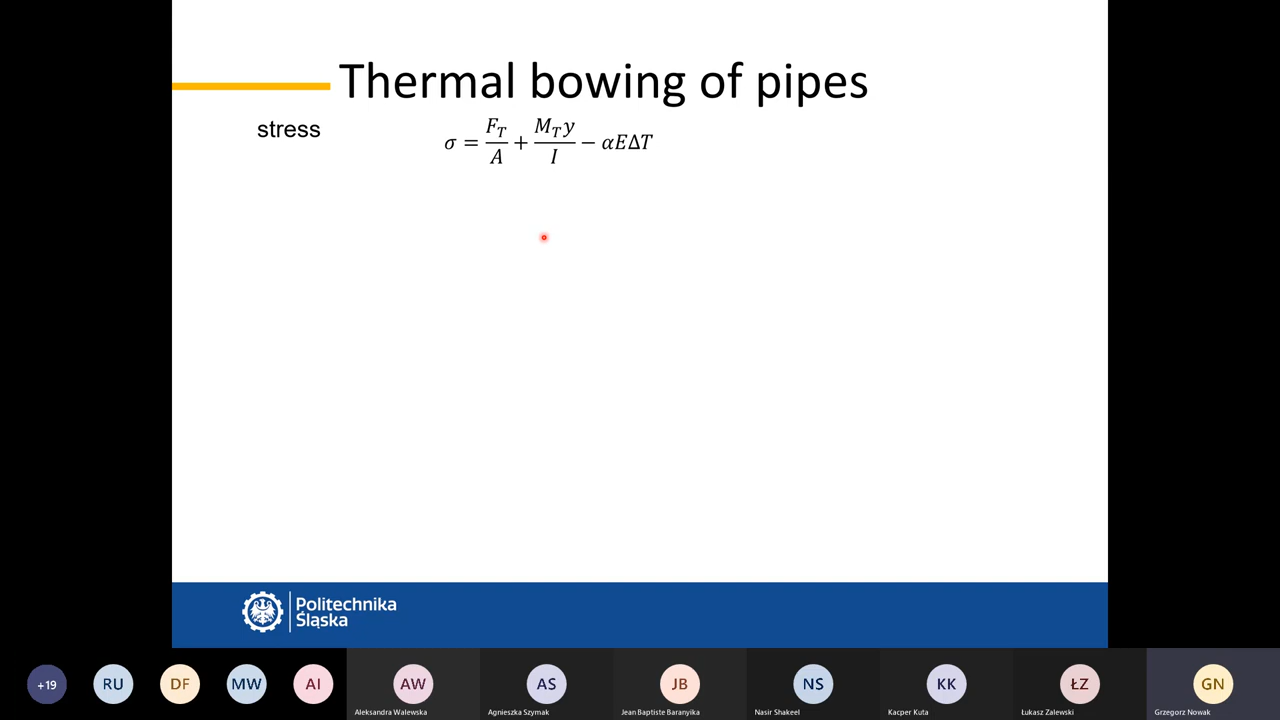 Thermal bowing of pipes
stress
σ = F_T/A + M_T y/I − αEΔT
Politechnika
Śląska
+19
RU
DF
MW
AI
AW
AS
JB
NS
KK
ŁZ
GN
Aleksandra Walewska
Agnieszka Szymak
Jean Baptiste Baranyika
Nasir Shakeel
Kacper Kuta
Łukasz Zalewski
Grzegorz Nowak